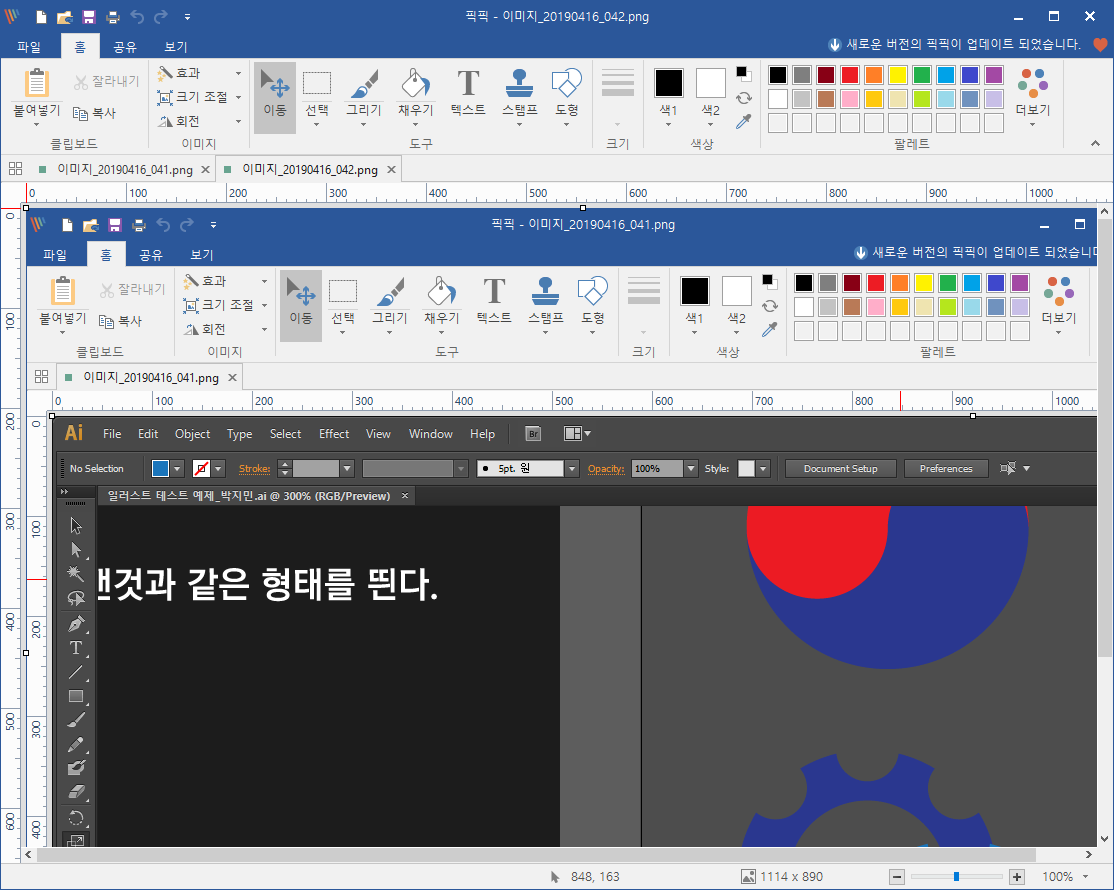 픽픽 - 이미지_20190416_042.png
파일 홈 공유 보기 새로운 버전의 픽픽이 업데이트 되었습니다.
붙여넣기 잘라내기 복사 효과 크기 조절 회전 이동 선택 그리기 채우기 텍스트 스탬프 도형 색1 색2 더보기
클립보드 이미지 도구 크기 색상 팔레트
이미지_20190416_041.png 이미지_20190416_042.png
0 100 200 300 400 500 600 700 800 900 1000
0 100 200 300 400 500 600
픽픽 - 이미지_20190416_041.png
파일 홈 공유 보기 새로운 버전의 픽픽이 업데이트 되었습니
붙여넣기 잘라내기 복사 효과 크기 조절 회전 이동 선택 그리기 채우기 텍스트 스탬프 도형 색1 색2 더보기
클립보드 이미지 도구 크기 색상 팔레트
이미지_20190416_041.png
0 100 200 300 400 500 600 700 800 900 1000
0 100 200 300 400
Ai File Edit Object Type Select Effect View Window Help Br
No Selection Stroke: 5pt. 원 Opacity: 100% Style: Document Setup Preferences
일러스트 테스트 예제_박지민.ai @ 300% (RGB/Preview)
것과 같은 형태를 띈다.
848, 163 1114 x 890 100%